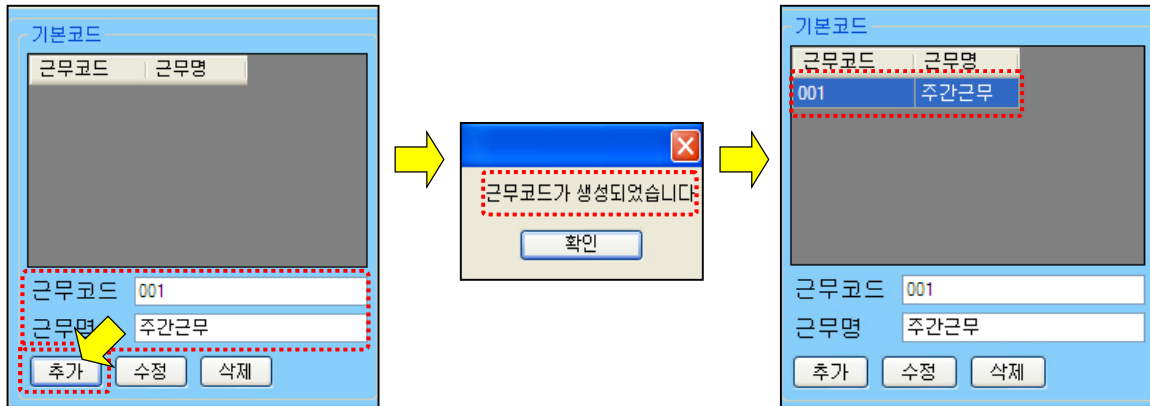 기본코드
근무코드 근무명
근무코드 001
근무명 주간근무
추가 수정 삭제
근무코드가 생성되었습니다
확인
기본코드
근무코드 근무명
001 주간근무
근무코드 001
근무명 주간근무
추가 수정 삭제